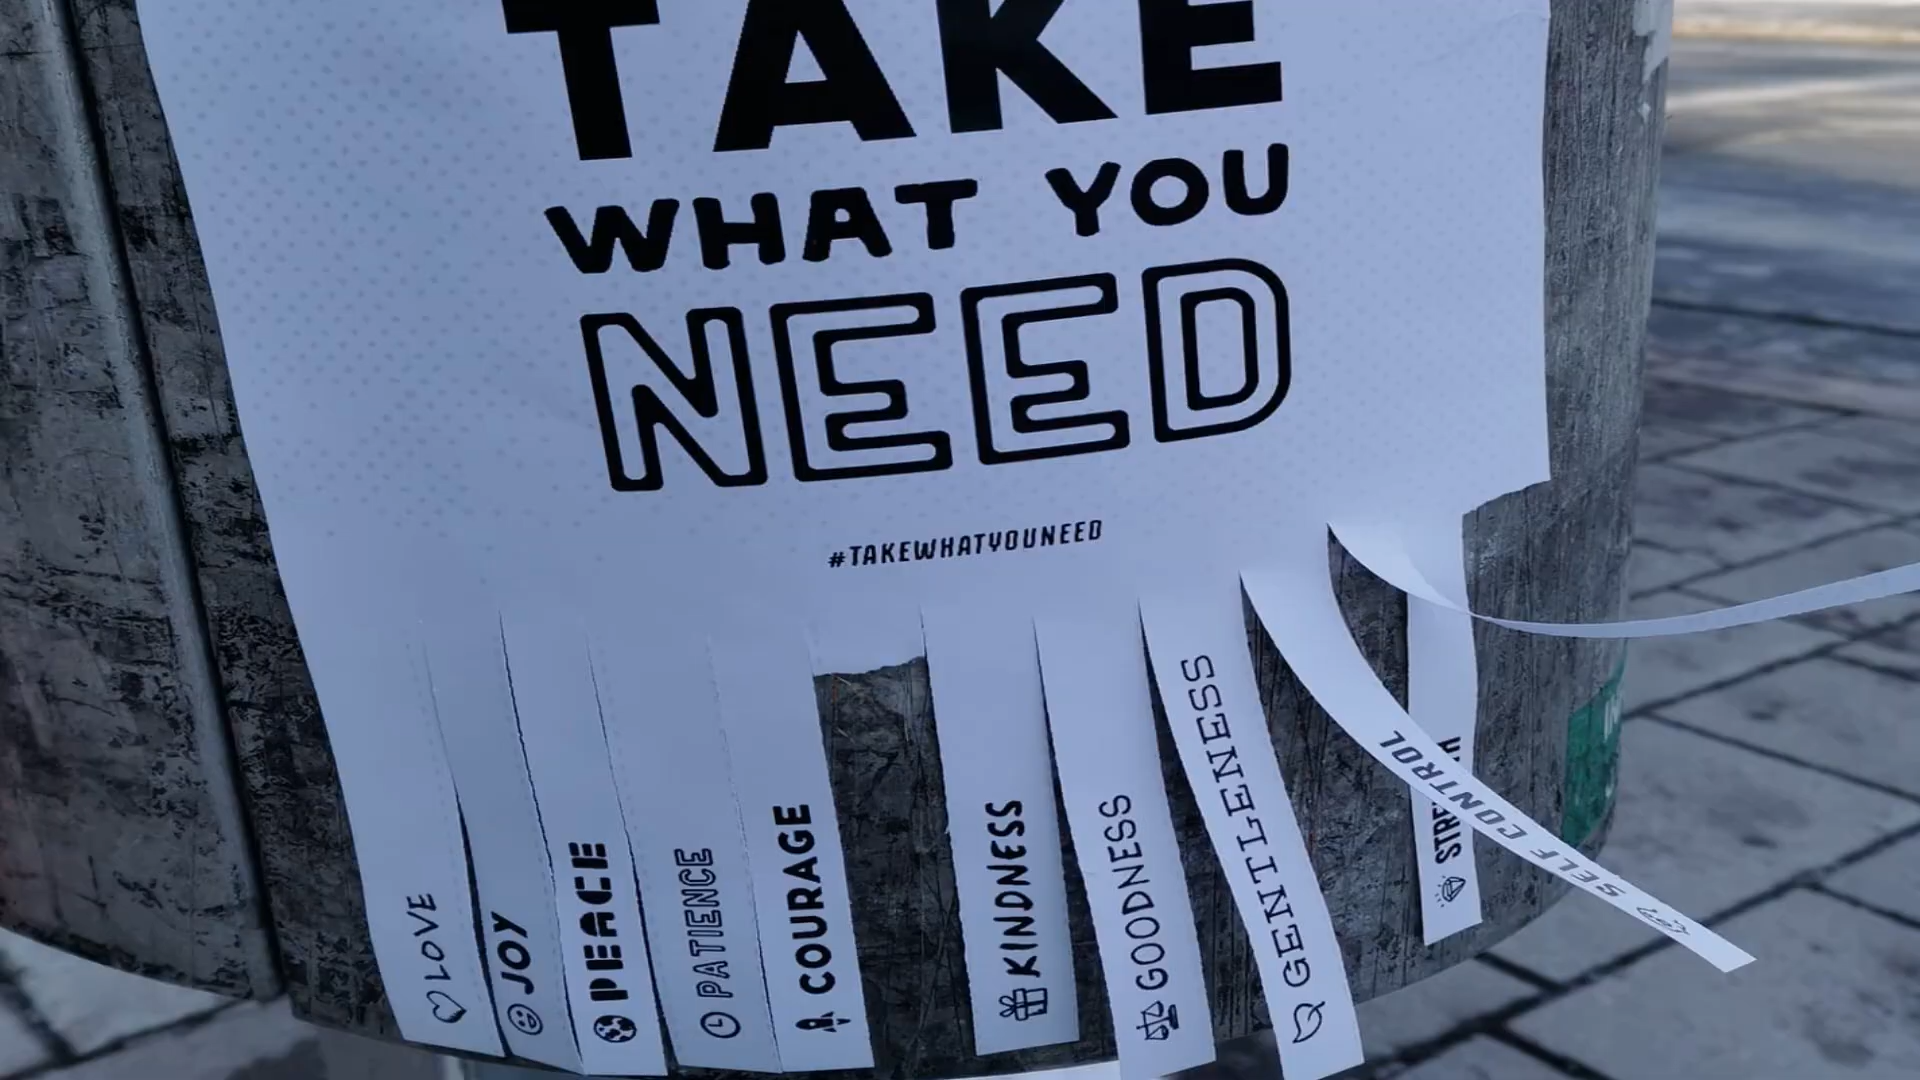 TAKE
WHAT YOU
NEED
#TAKEWHATYOUNEED
LOVE
JOY
PEACE
PATIENCE
COURAGE
KINDNESS
GOODNESS
GENTLENESS
SELF CONTROL